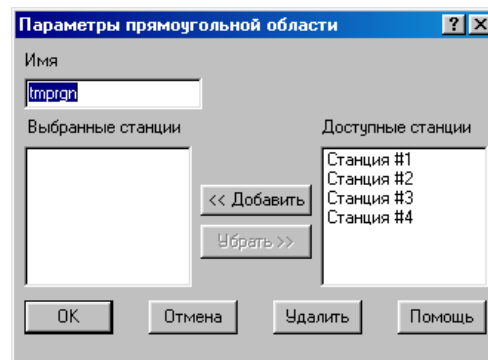 Параметры прямоугольной области
Имя
tmprgn
Выбранные станции
Доступные станции
Станция #1
Станция #2
Станция #3
Станция #4
<< Добавить
Убрать >>
OK
Отмена
Удалить
Помощь